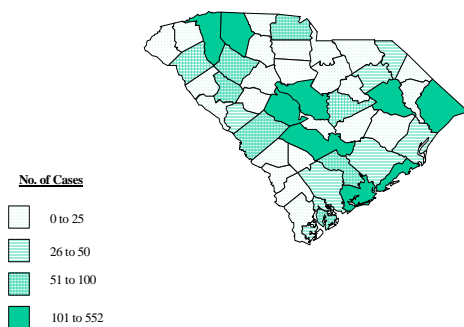 No. of Cases
0 to 25
26 to 50
51 to 100
101 to 552